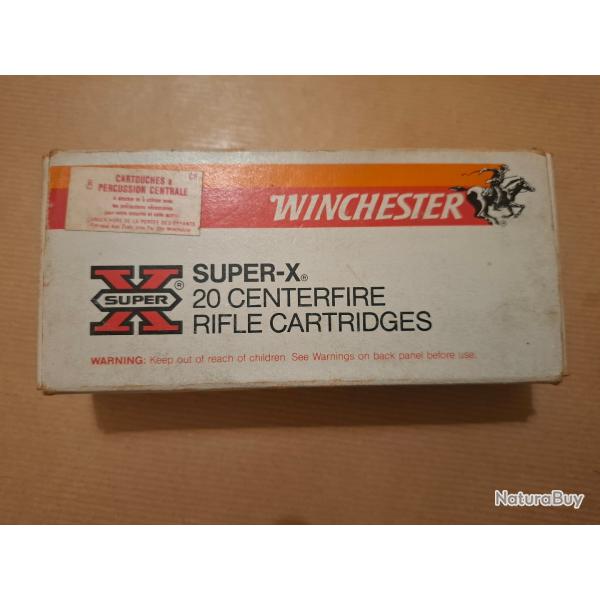 CARTOUCHES à
PERCUSSION CENTRALE
WINCHESTER
SUPER
SUPER-X®
20 CENTERFIRE
RIFLE CARTRIDGES
WARNING: Keep out of reach of children. See Warnings on back panel before use.
NaturaBuy